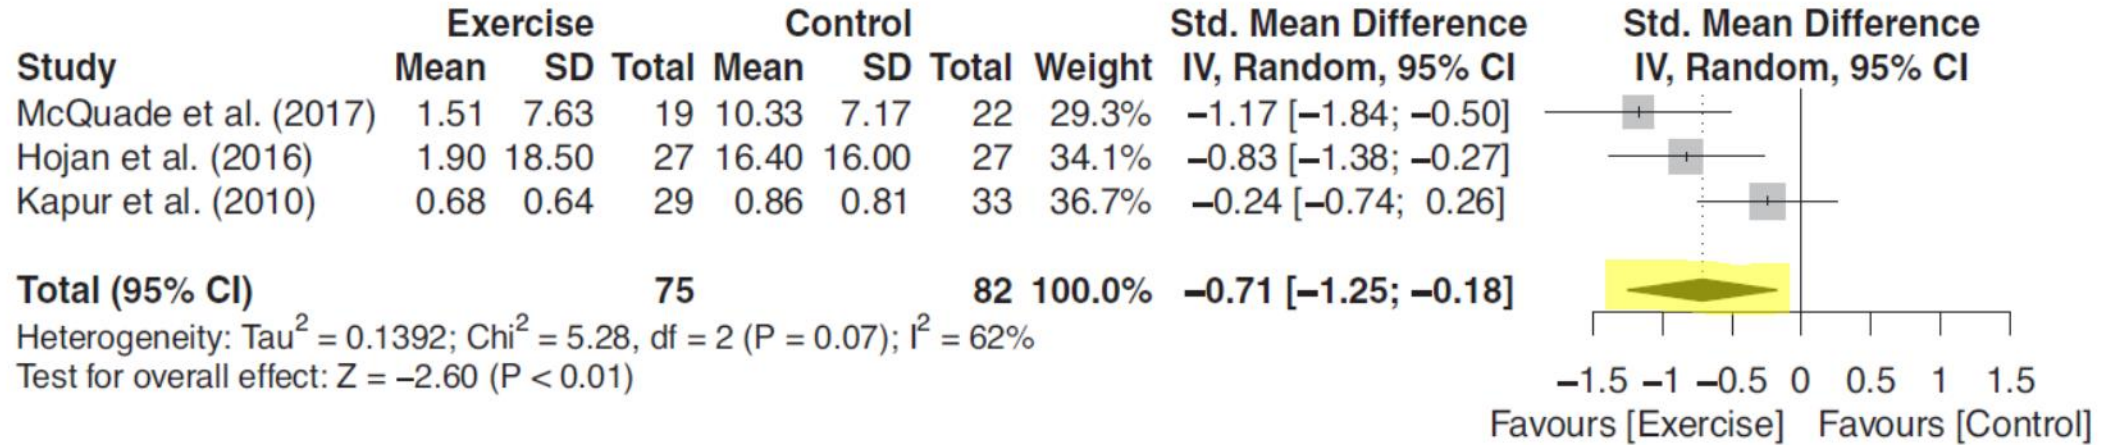 Exercise Control Std. Mean Difference Std. Mean Difference
Study Mean SD Total Mean SD Total Weight IV, Random, 95% CI IV, Random, 95% CI
McQuade et al. (2017) 1.51 7.63 19 10.33 7.17 22 29.3% −1.17 [−1.84; −0.50]
Hojan et al. (2016) 1.90 18.50 27 16.40 16.00 27 34.1% −0.83 [−1.38; −0.27]
Kapur et al. (2010) 0.68 0.64 29 0.86 0.81 33 36.7% −0.24 [−0.74; 0.26]
Total (95% CI) 75 82 100.0% −0.71 [−1.25; −0.18]
Heterogeneity: Tau² = 0.1392; Chi² = 5.28, df = 2 (P = 0.07); I² = 62%
Test for overall effect: Z = −2.60 (P < 0.01)
−1.5 −1 −0.5 0 0.5 1 1.5
Favours [Exercise] Favours [Control]